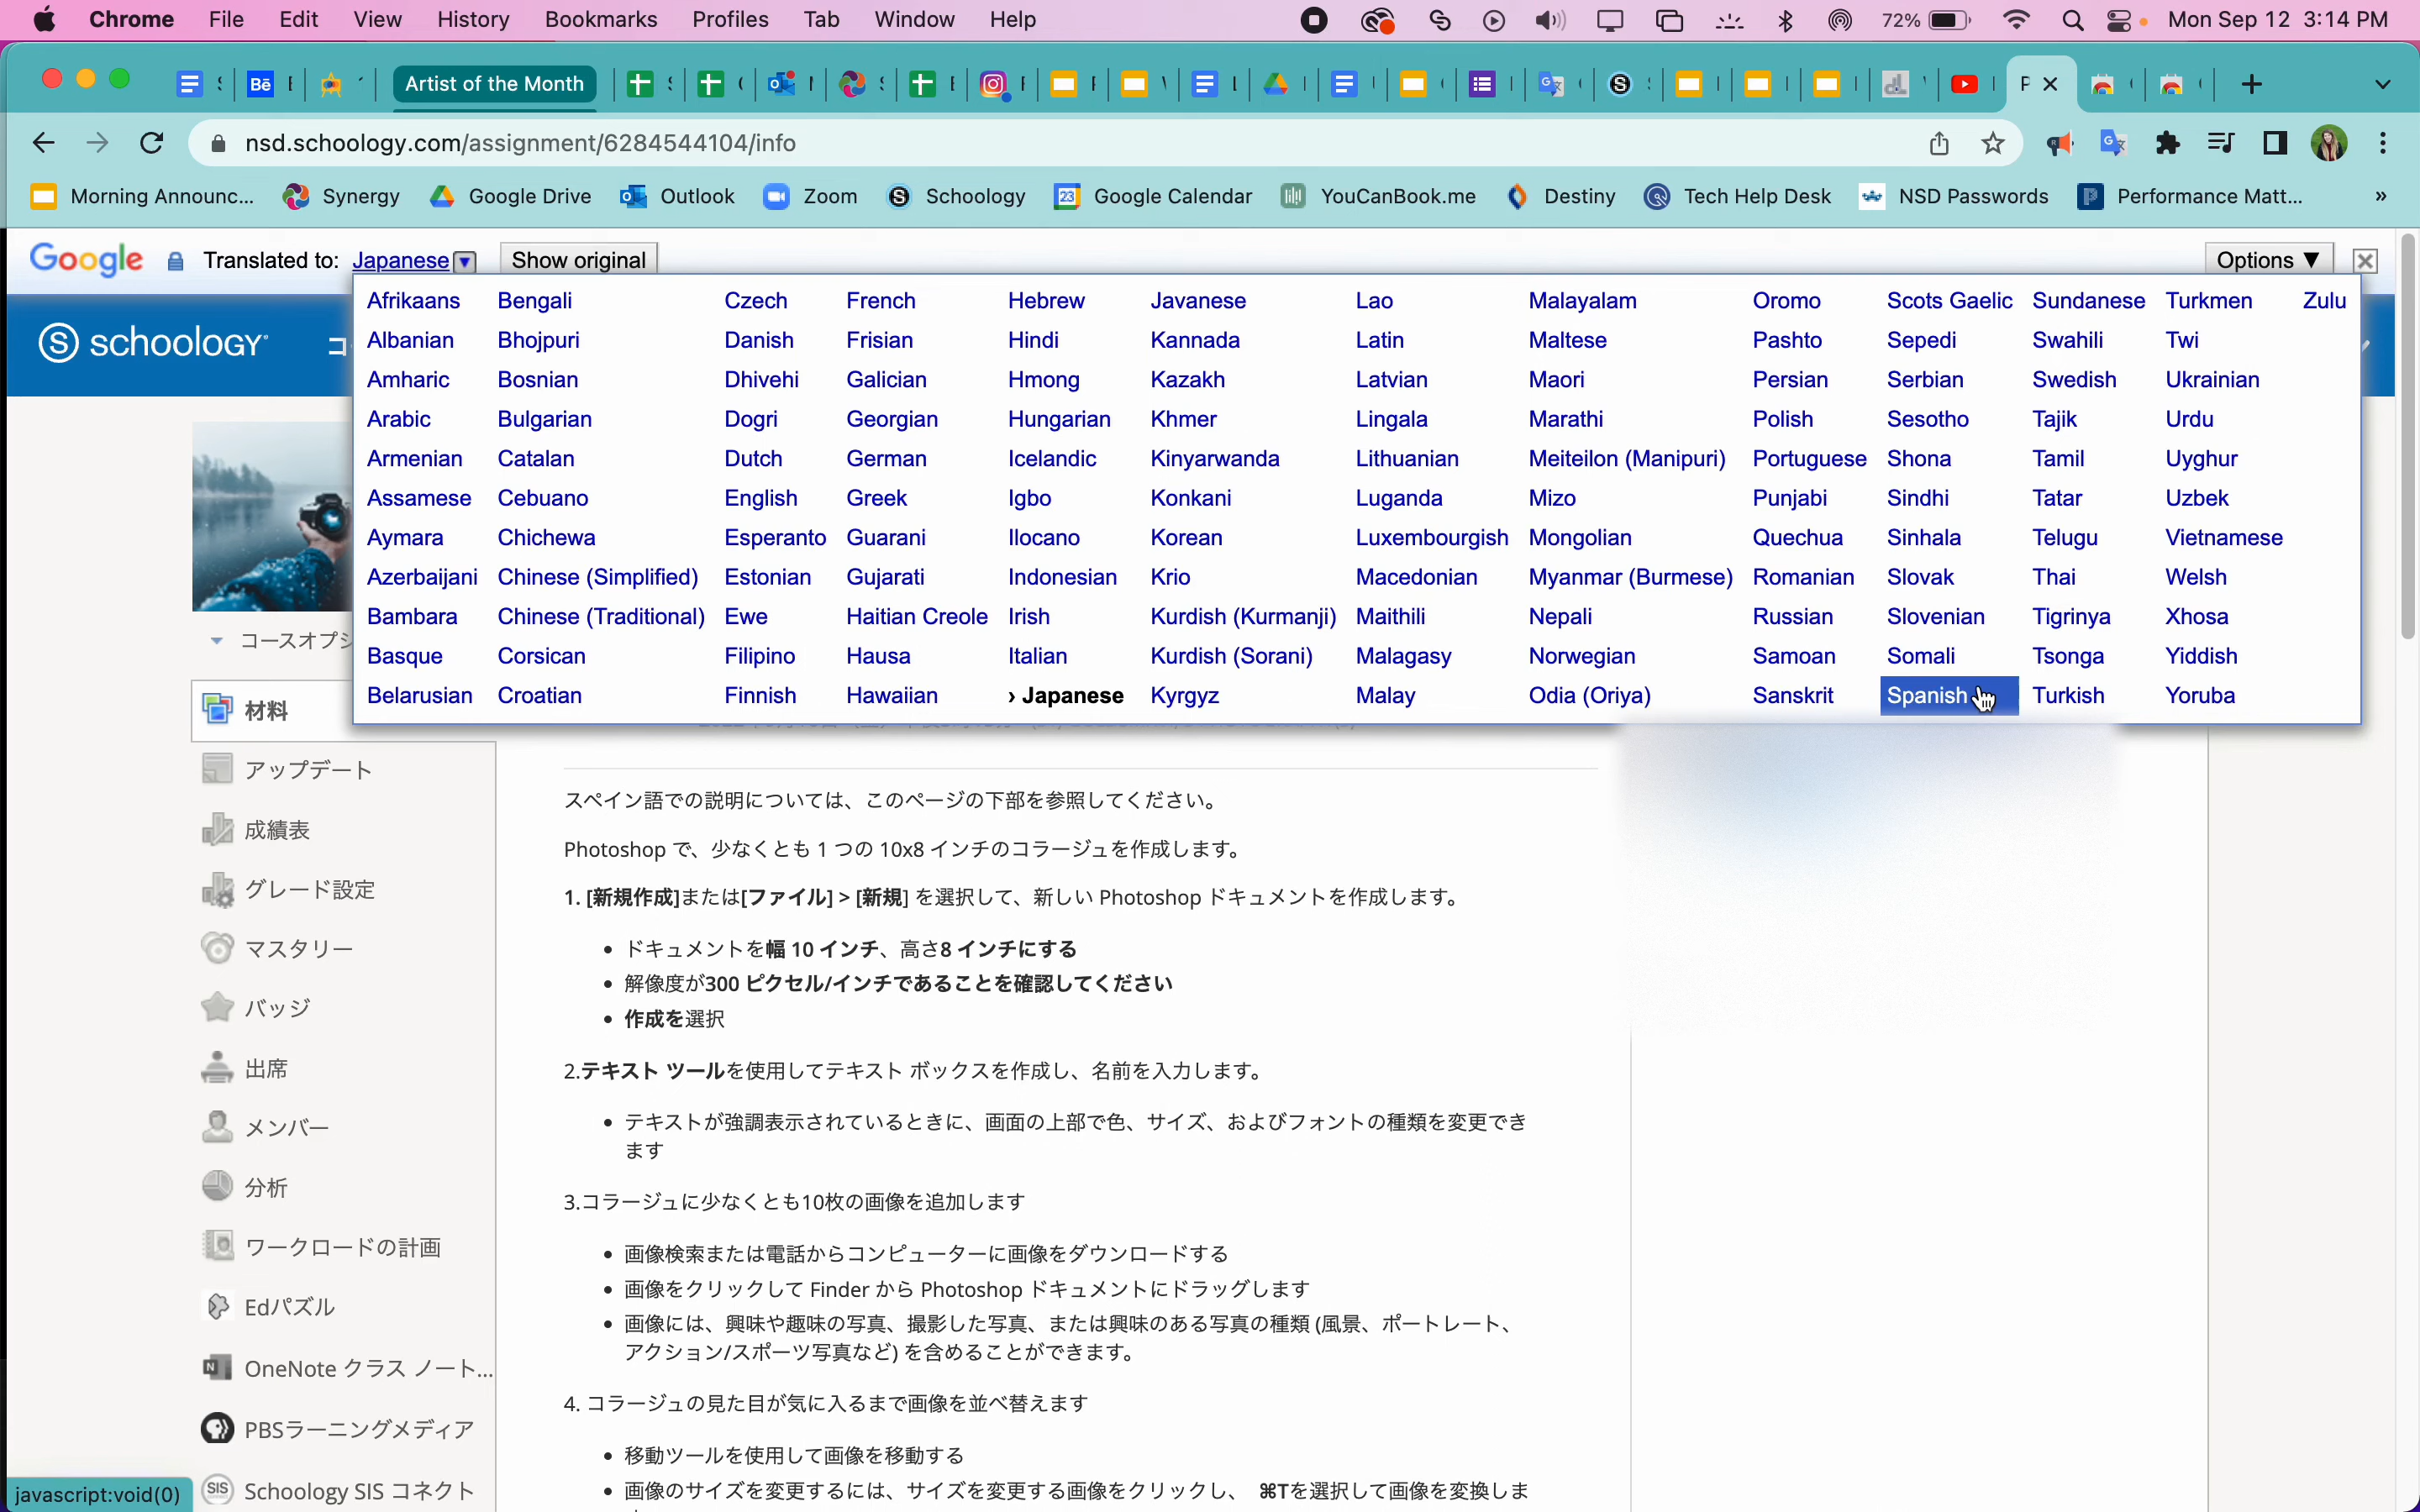 Chrome File Edit View History Bookmarks Profiles Tab Window Help 72% Mon Sep 12 3:14 PM
Artist of the Month
nsd.schoology.com/assignment/6284544104/info
Morning Announc... Synergy Google Drive Outlook Zoom Schoology Google Calendar YouCanBook.me Destiny Tech Help Desk NSD Passwords Performance Matt... »
Google Translated to: Japanese ▼ Show original Options ▼
schoology
Afrikaans Bengali Czech French Hebrew Javanese Lao Malayalam Oromo Scots Gaelic Sundanese Turkmen Zulu
Albanian Bhojpuri Danish Frisian Hindi Kannada Latin Maltese Pashto Sepedi Swahili Twi
Amharic Bosnian Dhivehi Galician Hmong Kazakh Latvian Maori Persian Serbian Swedish Ukrainian
Arabic Bulgarian Dogri Georgian Hungarian Khmer Lingala Marathi Polish Sesotho Tajik Urdu
Armenian Catalan Dutch German Icelandic Kinyarwanda Lithuanian Meiteilon (Manipuri) Portuguese Shona Tamil Uyghur
Assamese Cebuano English Greek Igbo Konkani Luganda Mizo Punjabi Sindhi Tatar Uzbek
Aymara Chichewa Esperanto Guarani Ilocano Korean Luxembourgish Mongolian Quechua Sinhala Telugu Vietnamese
Azerbaijani Chinese (Simplified) Estonian Gujarati Indonesian Krio Macedonian Myanmar (Burmese) Romanian Slovak Thai Welsh
Bambara Chinese (Traditional) Ewe Haitian Creole Irish Kurdish (Kurmanji) Maithili Nepali Russian Slovenian Tigrinya Xhosa
Basque Corsican Filipino Hausa Italian Kurdish (Sorani) Malagasy Norwegian Samoan Somali Tsonga Yiddish
Belarusian Croatian Finnish Hawaiian › Japanese Kyrgyz Malay Odia (Oriya) Sanskrit Spanish Turkish Yoruba
コースオプシ
材料
アップデート
成績表
グレード設定
マスタリー
バッジ
出席
メンバー
分析
ワークロードの計画
Edパズル
OneNote クラス ノート...
PBSラーニングメディア
Schoology SIS コネクト
スペイン語での説明については、このページの下部を参照してください。
Photoshop で、少なくとも 1 つの 10x8 インチのコラージュを作成します。
1. [新規作成]または[ファイル] > [新規] を選択して、新しい Photoshop ドキュメントを作成します。
• ドキュメントを幅 10 インチ、高さ8 インチにする
• 解像度が300 ピクセル/インチであることを確認してください
• 作成を選択
2.テキスト ツールを使用してテキスト ボックスを作成し、名前を入力します。
• テキストが強調表示されているときに、画面の上部で色、サイズ、およびフォントの種類を変更でき
ます
3.コラージュに少なくとも10枚の画像を追加します
• 画像検索または電話からコンピューターに画像をダウンロードする
• 画像をクリックして Finder から Photoshop ドキュメントにドラッグします
• 画像には、興味や趣味の写真、撮影した写真、または興味のある写真の種類 (風景、ポートレート、
アクション/スポーツ写真など) を含めることができます。
4. コラージュの見た目が気に入るまで画像を並べ替えます
• 移動ツールを使用して画像を移動する
• 画像のサイズを変更するには、サイズを変更する画像をクリックし、 ⌘Tを選択して画像を変換しま
javascript:void(0)